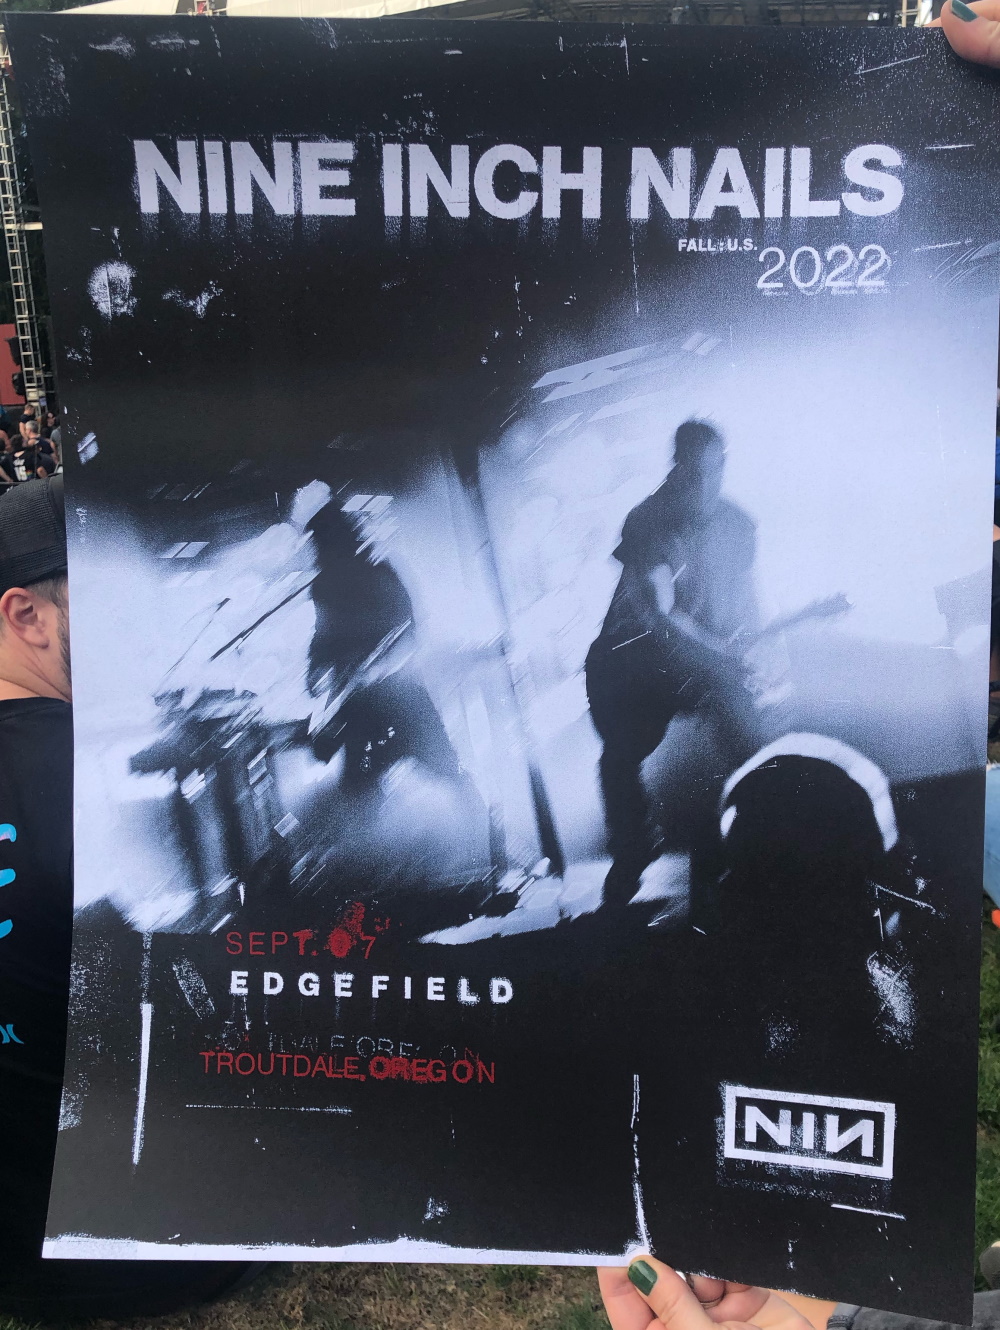 NINE INCH NAILS
FALL U.S.
2022
SEPT. 07
EDGEFIELD
TROUTDALE, OREGON
NIN